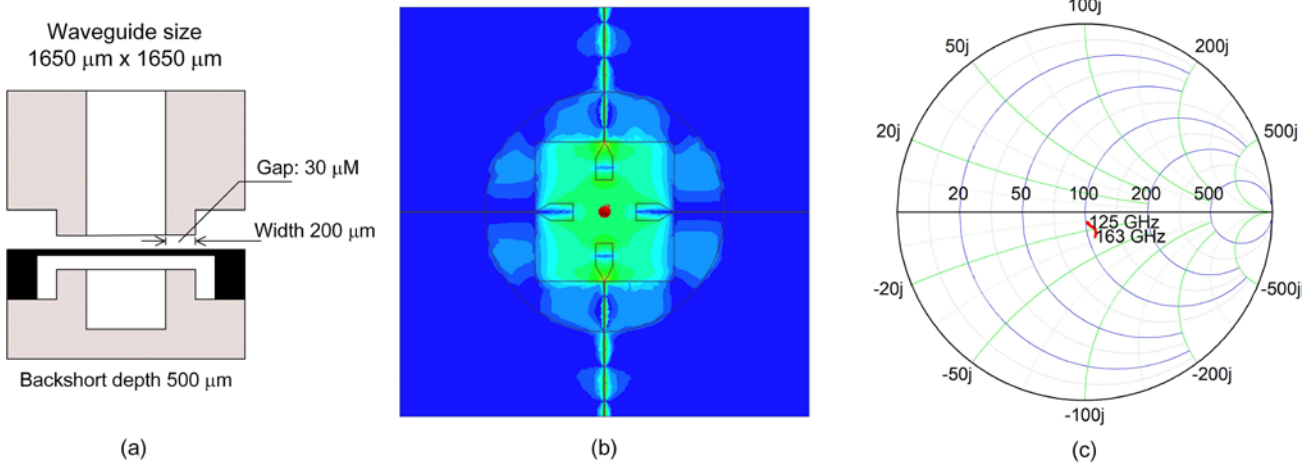 Waveguide size
1650 μm x 1650 μm
Gap: 30 μM
Width 200 μm
Backshort depth 500 μm
(a)
(b)
100j
50j
200j
20j
500j
20 50 100 200 500
125 GHz
163 GHz
-20j
-500j
-50j
-200j
-100j
(c)